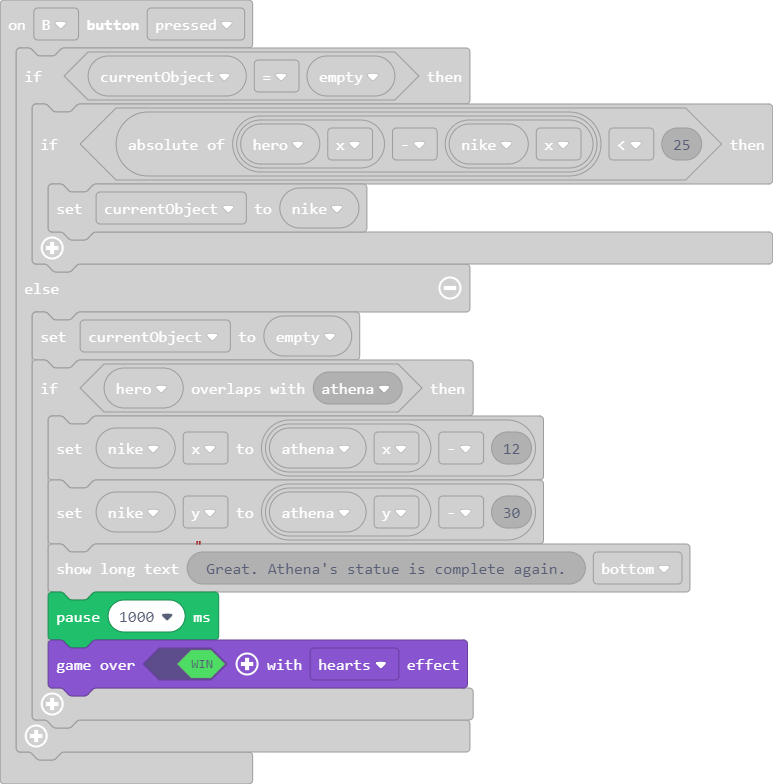 on B button pressed
if currentObject = empty then
if absolute of hero x - nike x < 25 then
set currentObject to nike
else
set currentObject to empty
if hero overlaps with athena then
set nike x to athena x - 12
set nike y to athena y - 30
"
show long text Great. Athena's statue is complete again. bottom
pause 1000 ms
game over WIN with hearts effect